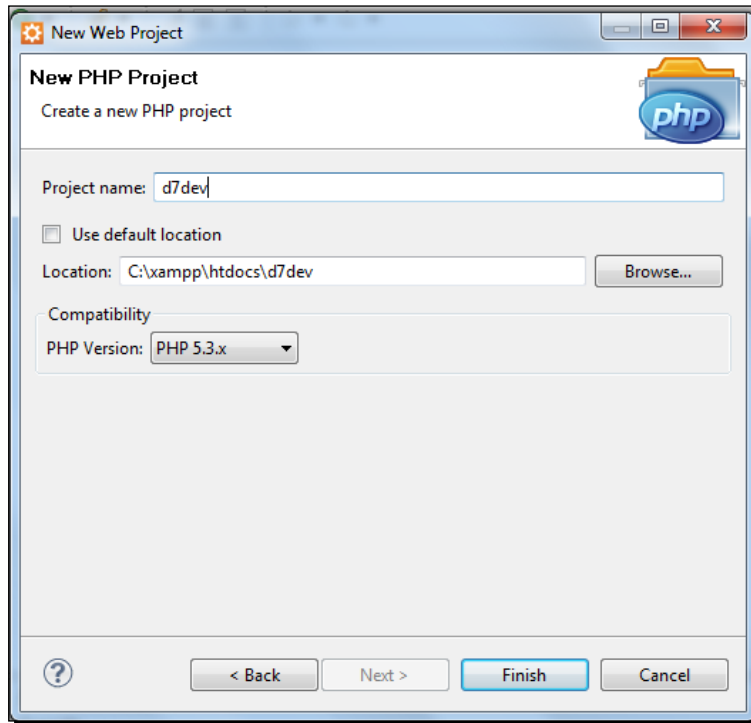 New Web Project
New PHP Project
Create a new PHP project
php
Project name: d7dev
Use default location
Location: C:\xampp\htdocs\d7dev Browse...
Compatibility
PHP Version: PHP 5.3.x
? < Back Next > Finish Cancel